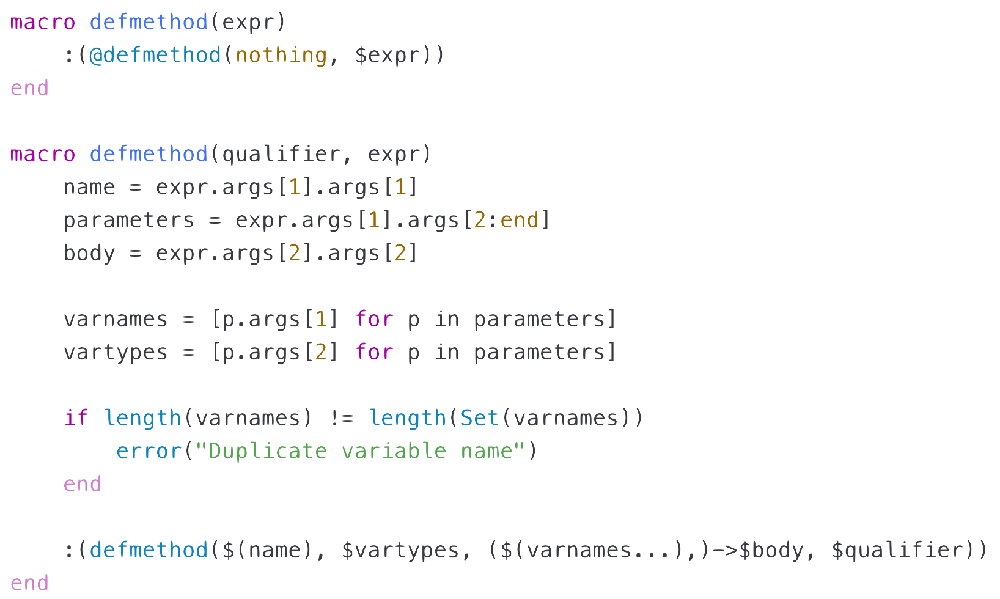 macro defmethod(expr)
    :(@defmethod(nothing, $expr))
end

macro defmethod(qualifier, expr)
    name = expr.args[1].args[1]
    parameters = expr.args[1].args[2:end]
    body = expr.args[2].args[2]

    varnames = [p.args[1] for p in parameters]
    vartypes = [p.args[2] for p in parameters]

    if length(varnames) != length(Set(varnames))
        error("Duplicate variable name")
    end

    :(defmethod($(name), $vartypes, ($(varnames...),)->$body, $qualifier))
end